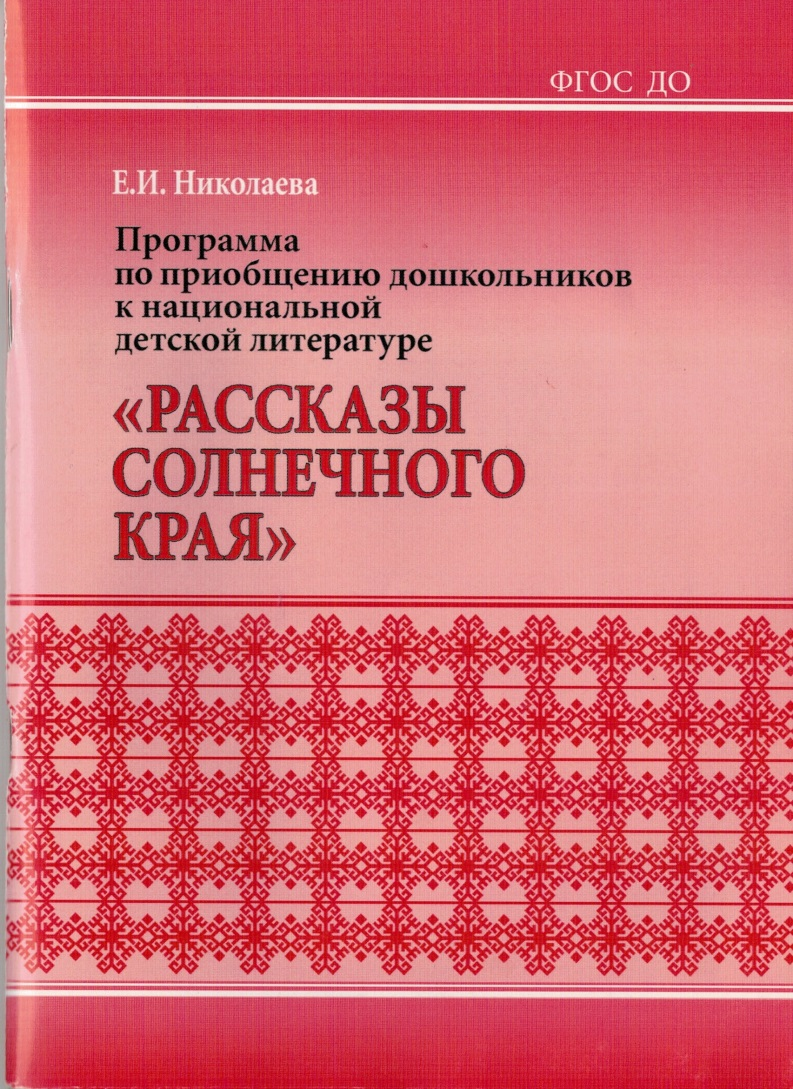 ФГОС ДО
Е.И. Николаева
Программа
по приобщению дошкольников
к национальной
детской литературе
«РАССКАЗЫ
СОЛНЕЧНОГО
КРАЯ»